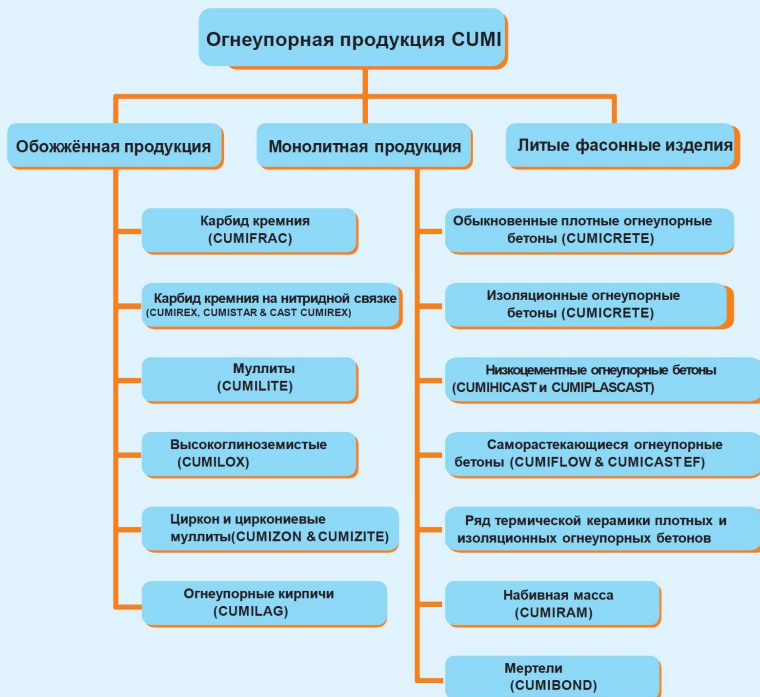 Огнеупорная продукция CUMI
Обожжённая продукция
Монолитная продукция
Литые фасонные изделия
Карбид кремния
(CUMIFRAC)
Карбид кремния на нитридной связке
(CUMIREX, CUMISTAR & CAST CUMIREX)
Муллиты
(CUMILITE)
Высокоглиноземистые
(CUMILOX)
Циркон и циркониевые
муллиты(CUMIZON & CUMIZITE)
Огнеупорные кирпичи
(CUMILAG)
Обыкновенные плотные огнеупорные
бетоны (CUMICRETE)
Изоляционные огнеупорные
бетоны (CUMICRETE)
Низкоцементные огнеупорные бетоны
(CUMIHICAST и CUMIPLASCAST)
Саморастекающиеся огнеупорные
бетоны (CUMIFLOW & CUMICAST EF)
Ряд термической керамики плотных и
изоляционных огнеупорных бетонов
Набивная масса
(CUMIRAM)
Мертели
(CUMIBOND)